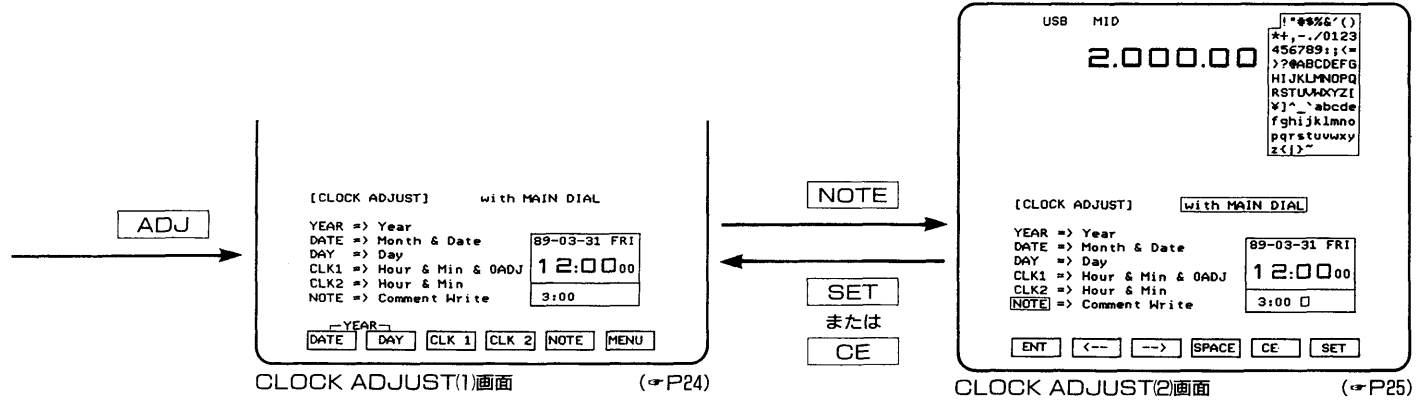 ADJ
[CLOCK ADJUST] with MAIN DIAL
YEAR => Year
DATE => Month & Date
DAY => Day
CLK1 => Hour & Min & 0ADJ
CLK2 => Hour & Min
NOTE => Comment Write
89-03-31 FRI
12:00 00
3:00
YEAR
DATE DAY CLK 1 CLK 2 NOTE MENU
CLOCK ADJUST(1)画面 (☞P24)
NOTE
SET
または
CE
USB MID
2.000.00
!"#$%&'()
*+,-./0123
456789:;<=
>?@ABCDEFG
HIJKLMNOPQ
RSTUVWXYZ[
¥]^_`abcde
fghijklmno
pqrstuvwxy
z{|}~
[CLOCK ADJUST] with MAIN DIAL
YEAR => Year
DATE => Month & Date
DAY => Day
CLK1 => Hour & Min & 0ADJ
CLK2 => Hour & Min
NOTE => Comment Write
89-03-31 FRI
12:00 00
3:00 □
ENT <-- --> SPACE CE SET
CLOCK ADJUST(2)画面 (☞P25)